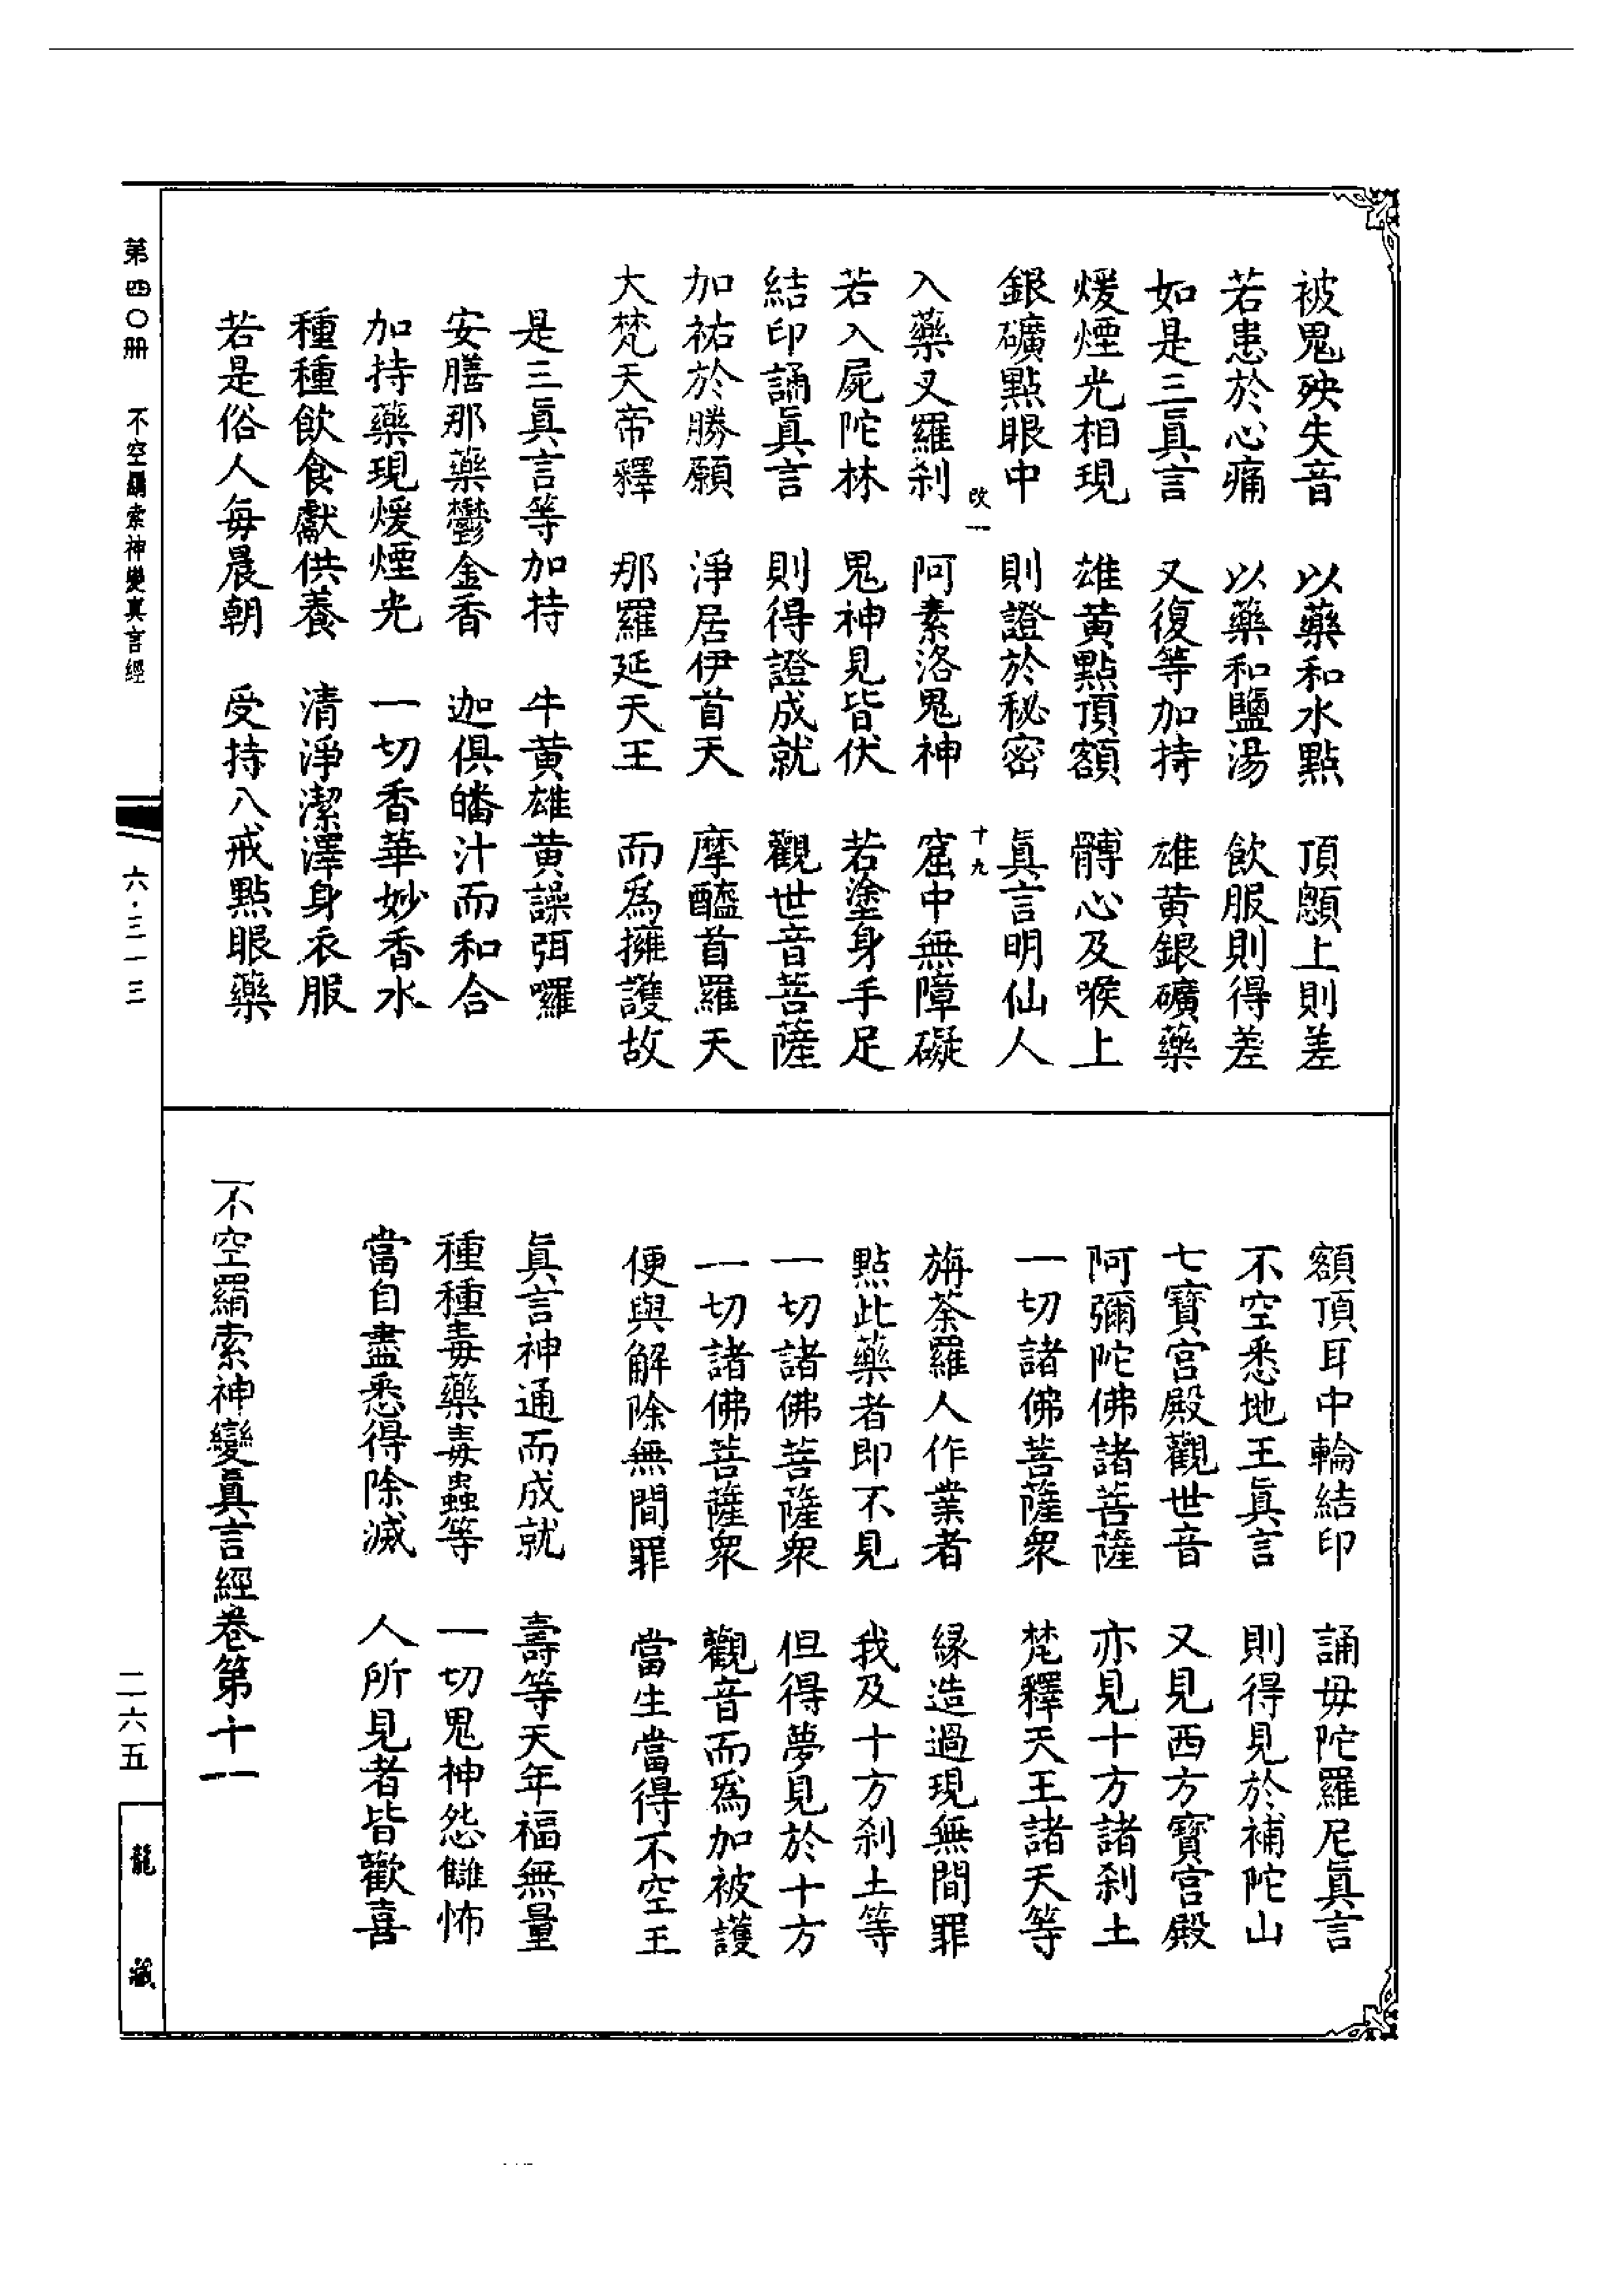 被鬼殃失音　以藥和水點　頂顖上則差
若患於心痛　以藥和鹽湯　飲服則得差
如是三眞言　又復等加持　雄黃銀礦藥
煖煙光相現　雄黃點頂額　髆心及喉上
銀礦點眼中　則證於秘密　眞言明仙人
改一　十九
入藥叉羅刹　阿素洛鬼神　窟中無障礙
若入屍陀林　鬼神見皆伏　若塗身手足
結印誦眞言　則得證成就　觀世音菩薩
加祐於勝願　淨居伊首天　摩醯首羅天
大梵天帝釋　那羅延天王　而爲擁護故
是三眞言等加持　牛黃雄黃譟弭囉
安膳那藥鬱金香　迦俱皤汁而和合
加持藥現煖煙光　一切香華妙香水
種種飲食獻供養　清淨潔澤身衣服
若是俗人每晨朝　受持八戒點眼藥
額頂耳中輪結印　誦毋陀羅尼眞言
不空悉地王眞言　則得見於補陀山
七寶宮殿觀世音　又見西方寶宮殿
阿彌陀佛諸菩薩　亦見十方諸刹土
一切諸佛菩薩衆　梵釋天王諸天等
旃荼羅人作業者　緣造過現無間罪
點此藥者即不見　我及十方刹土等
一切諸佛菩薩衆　但得夢見於十方
一切諸佛菩薩衆　觀音而爲加被護
便與解除無間罪　當生當得不空王
眞言神通而成就　壽等天年福無量
種種毒藥毒蟲等　一切鬼神怨讎怖
當自盡悉得除滅　人所見者皆歡喜
不空羂索神變眞言經卷第十一
第四〇册　不空羂索神變真言經
六·三一三
二六五
龍藏